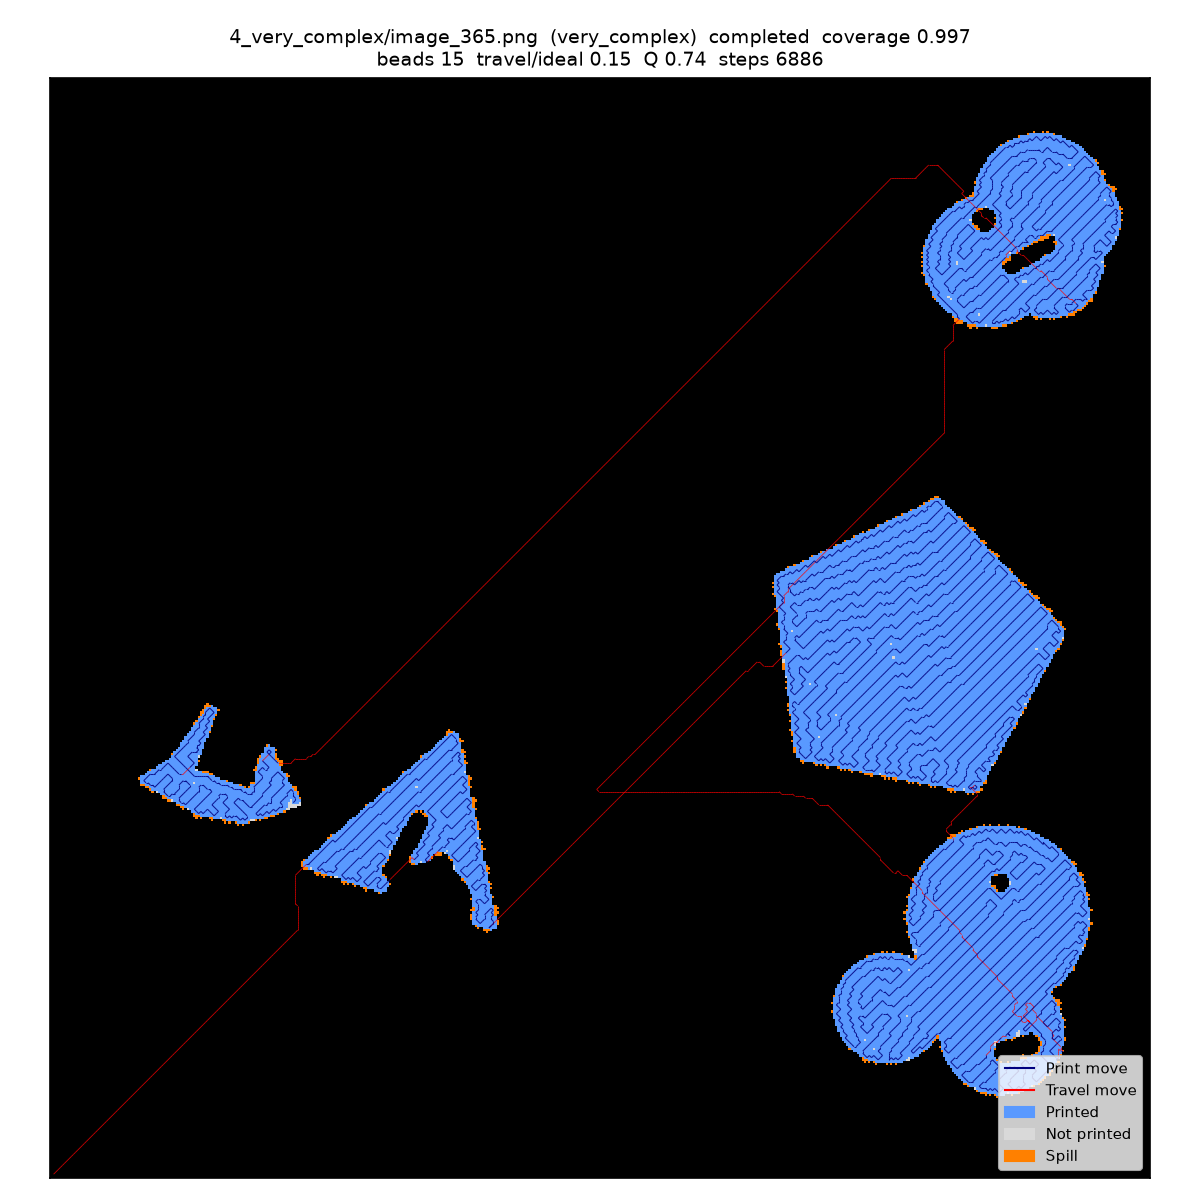 4_very_complex/image_365.png  (very_complex)  completed  coverage 0.997
beads 15  travel/ideal 0.15  Q 0.74  steps 6886
Print move
Travel move
Printed
Not printed
Spill